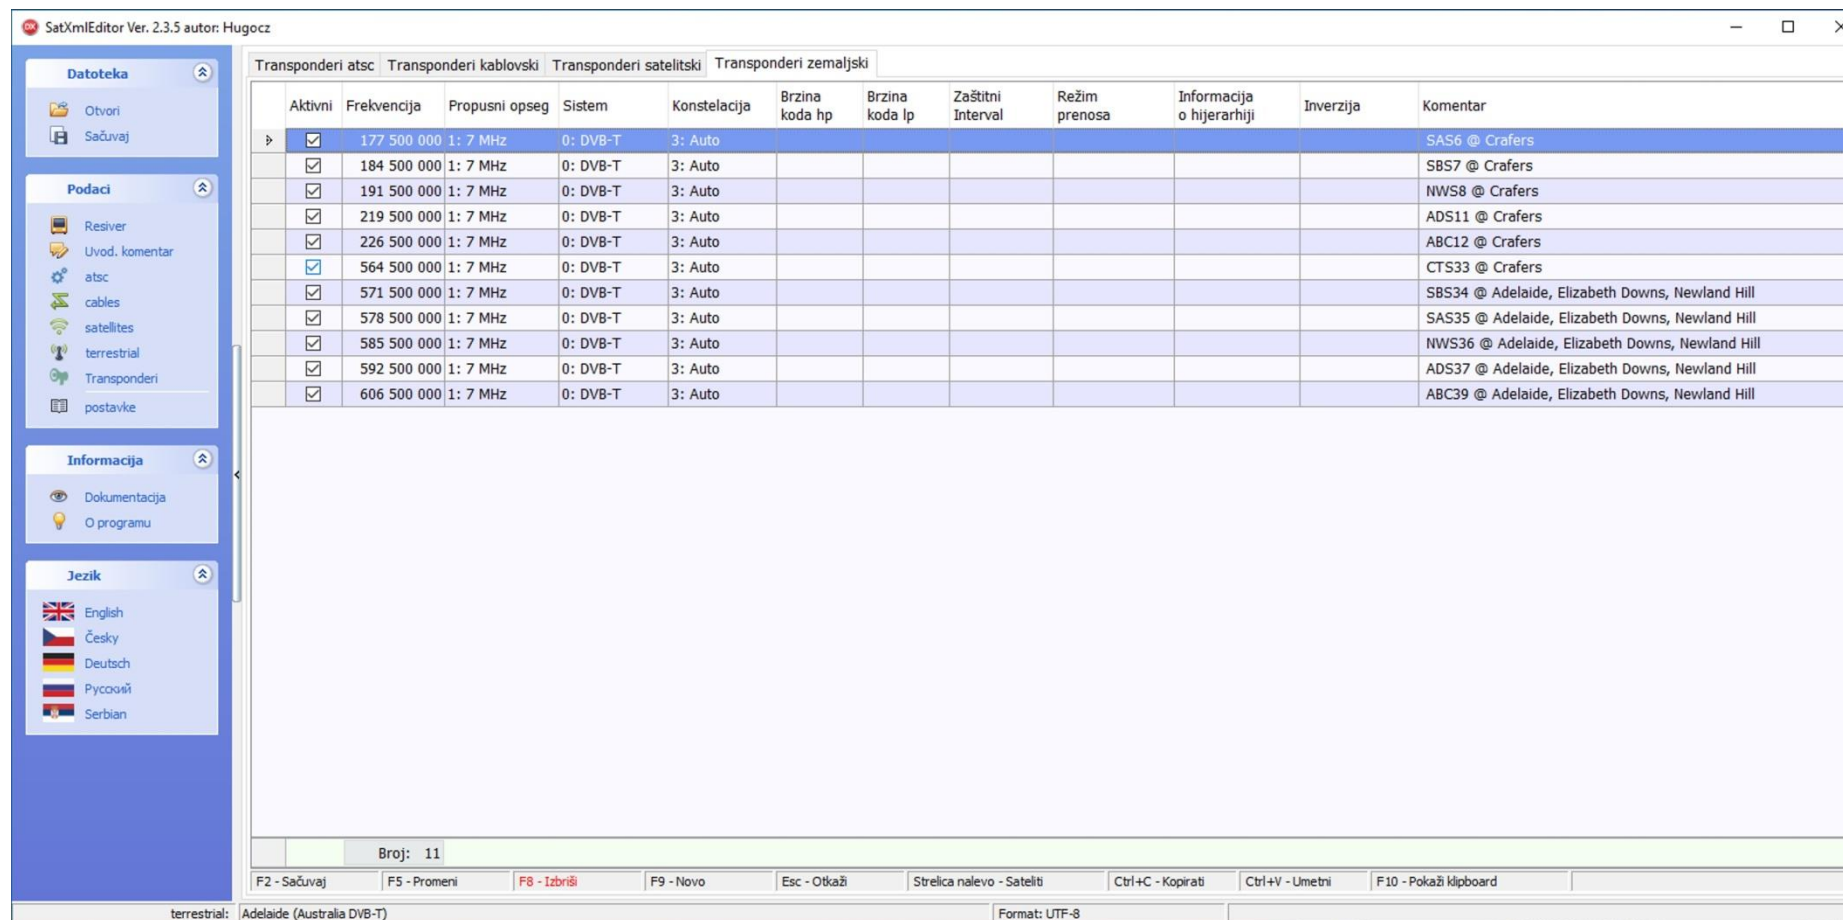 SatXmlEditor Ver. 2.3.5 autor: Hugocz
Datoteka
Otvori
Sačuvaj
Podaci
Resiver
Uvod. komentar
atsc
cables
satellites
terrestrial
Transponderi
postavke
Informacija
Dokumentacija
O programu
Jezik
English
Česky
Deutsch
Русский
Serbian
Transponderi atsc Transponderi kablovski Transponderi satelitski Transponderi zemaljski
Aktivni Frekvencija Propusni opseg Sistem Konstelacija Brzina koda hp Brzina koda lp Zaštitni Interval Režim prenosa Informacija o hijerarhiji Inverzija Komentar
177 500 000 1: 7 MHz 0: DVB-T 3: Auto SAS6 @ Crafers
184 500 000 1: 7 MHz 0: DVB-T 3: Auto SBS7 @ Crafers
191 500 000 1: 7 MHz 0: DVB-T 3: Auto NWS8 @ Crafers
219 500 000 1: 7 MHz 0: DVB-T 3: Auto ADS11 @ Crafers
226 500 000 1: 7 MHz 0: DVB-T 3: Auto ABC12 @ Crafers
564 500 000 1: 7 MHz 0: DVB-T 3: Auto CTS33 @ Crafers
571 500 000 1: 7 MHz 0: DVB-T 3: Auto SBS34 @ Adelaide, Elizabeth Downs, Newland Hill
578 500 000 1: 7 MHz 0: DVB-T 3: Auto SAS35 @ Adelaide, Elizabeth Downs, Newland Hill
585 500 000 1: 7 MHz 0: DVB-T 3: Auto NWS36 @ Adelaide, Elizabeth Downs, Newland Hill
592 500 000 1: 7 MHz 0: DVB-T 3: Auto ADS37 @ Adelaide, Elizabeth Downs, Newland Hill
606 500 000 1: 7 MHz 0: DVB-T 3: Auto ABC39 @ Adelaide, Elizabeth Downs, Newland Hill
Broj: 11
F2 - Sačuvaj F5 - Promeni F8 - Izbriši F9 - Novo Esc - Otkaži Strelica nalevo - Sateliti Ctrl+C - Kopirati Ctrl+V - Umetni F10 - Pokaži klipboard
terrestrial: Adelaide (Australia DVB-T) Format: UTF-8